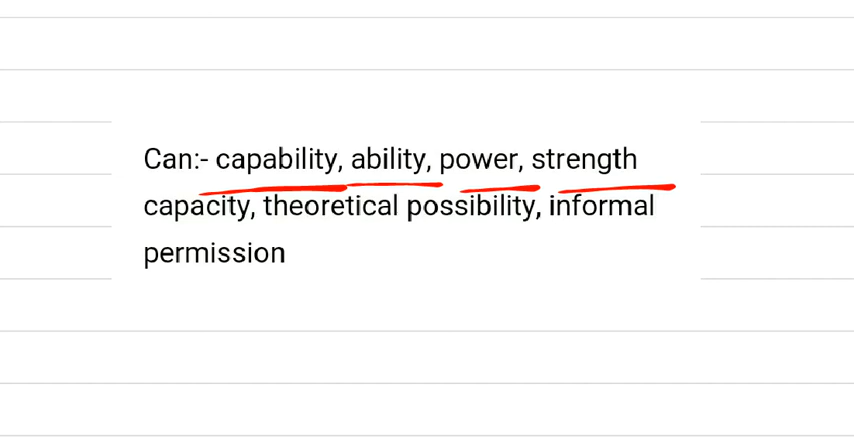 Can:- capability, ability, power, strength
capacity, theoretical possibility, informal
permission